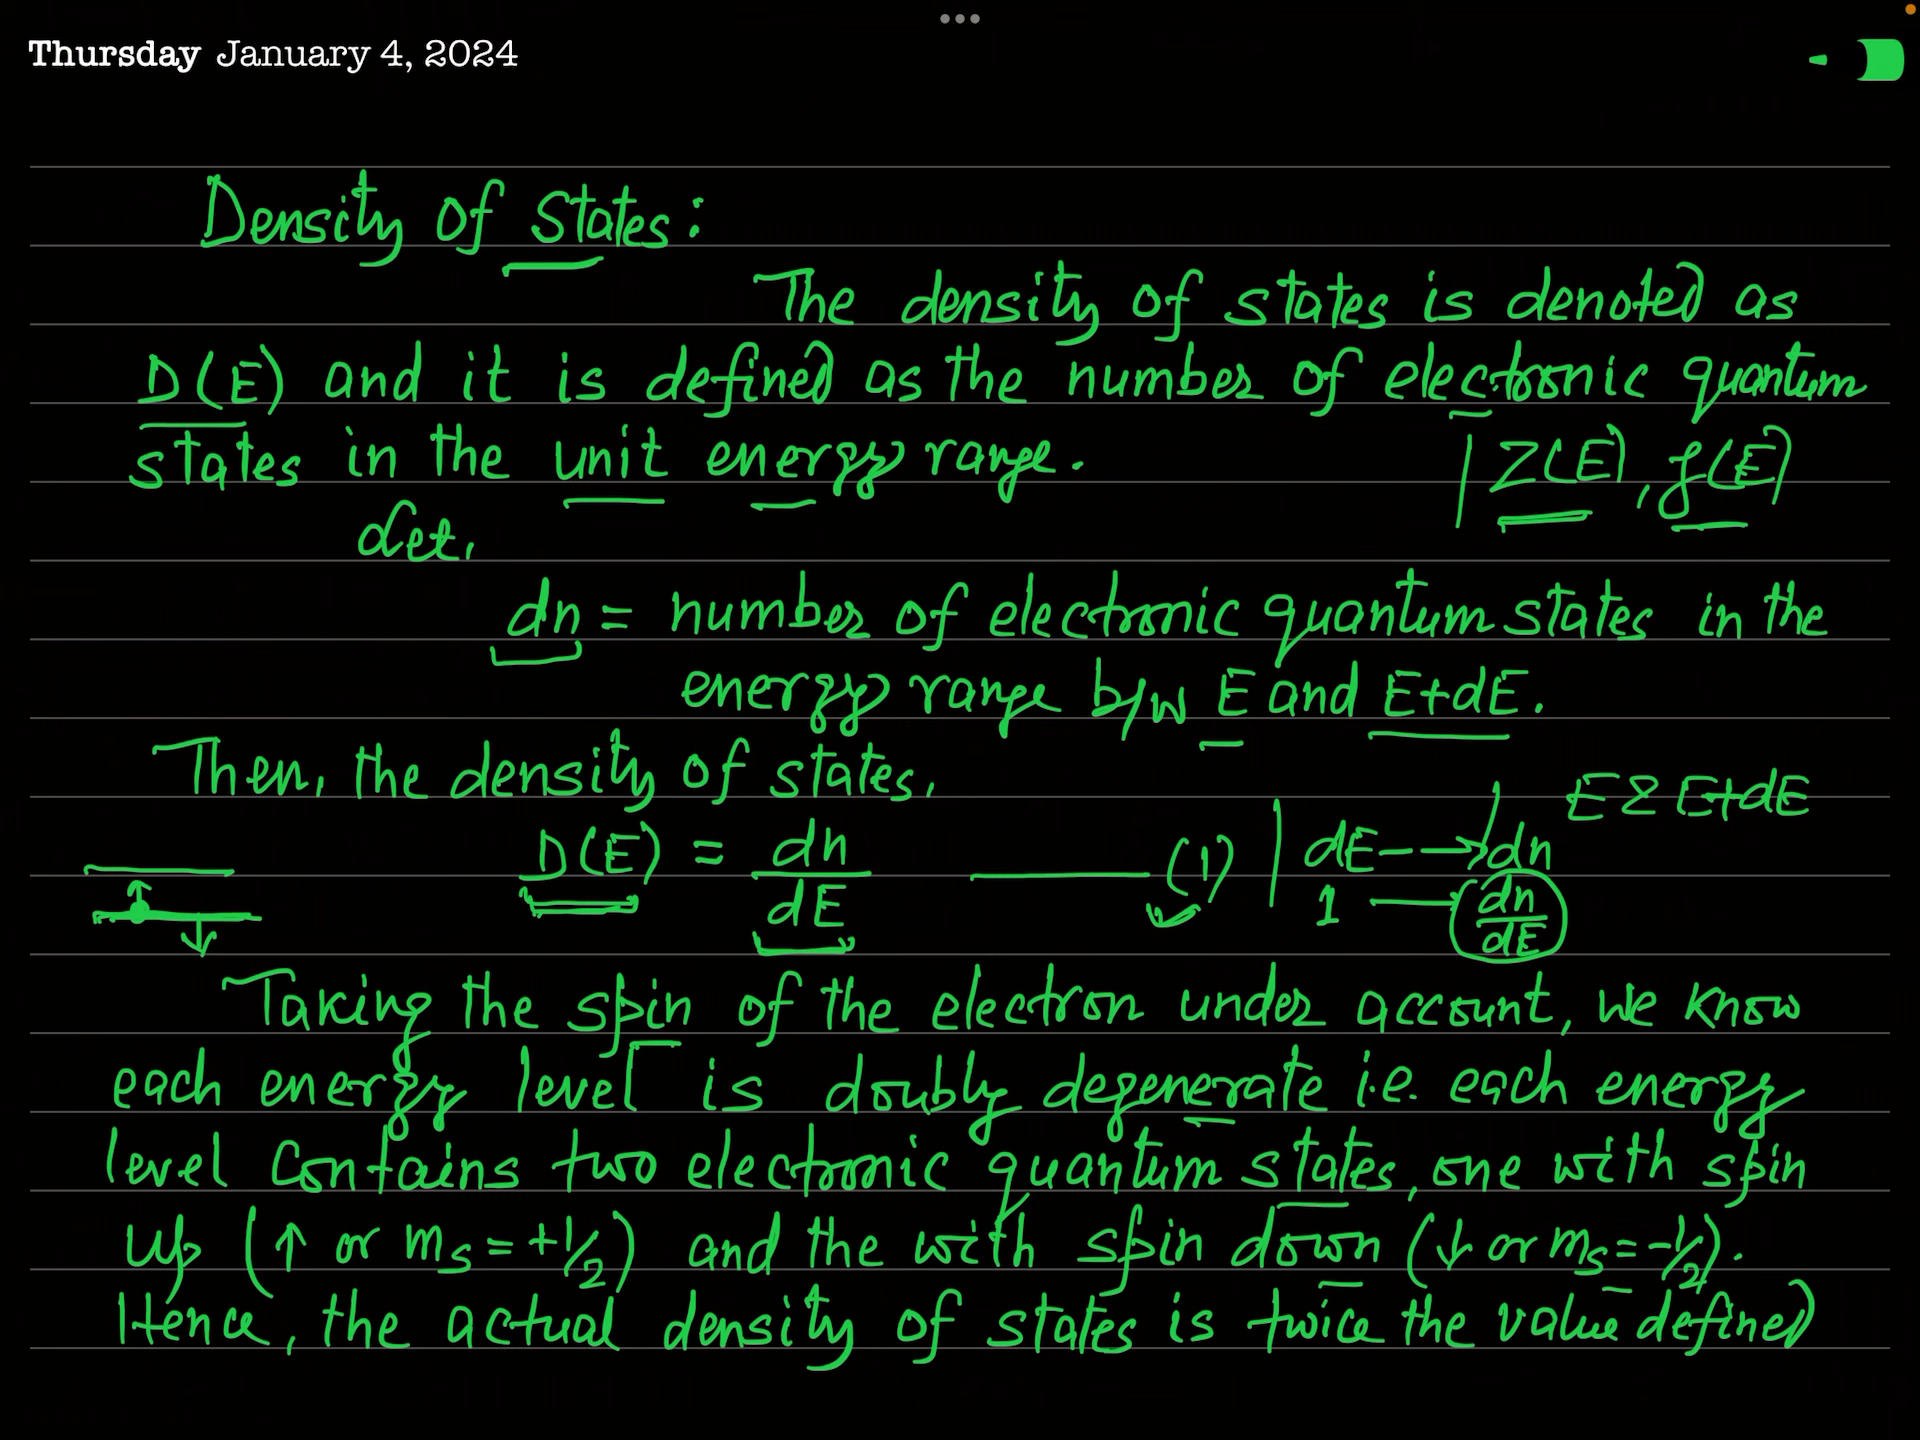 Thursday January 4, 2024
Density of States:
The density of states is denoted as
D(E) and it is defined as the number of electronic quantum
states in the unit energy range. | Z(E), g(E)
Let,
dn = number of electronic quantum states in the
energy range b/w E and E+dE.
Then, the density of states,
E & E+dE
D(E) = dn/dE —— (1) | dE --→ dn
1 —— dn/dE
Taking the spin of the electron under account, we know
each energy level is doubly degenerate i.e. each energy
level contains two electronic quantum states, one with spin
up (↑ or ms = +1/2) and the with spin down (↓ or ms = -1/2).
Hence, the actual density of states is twice the value defined